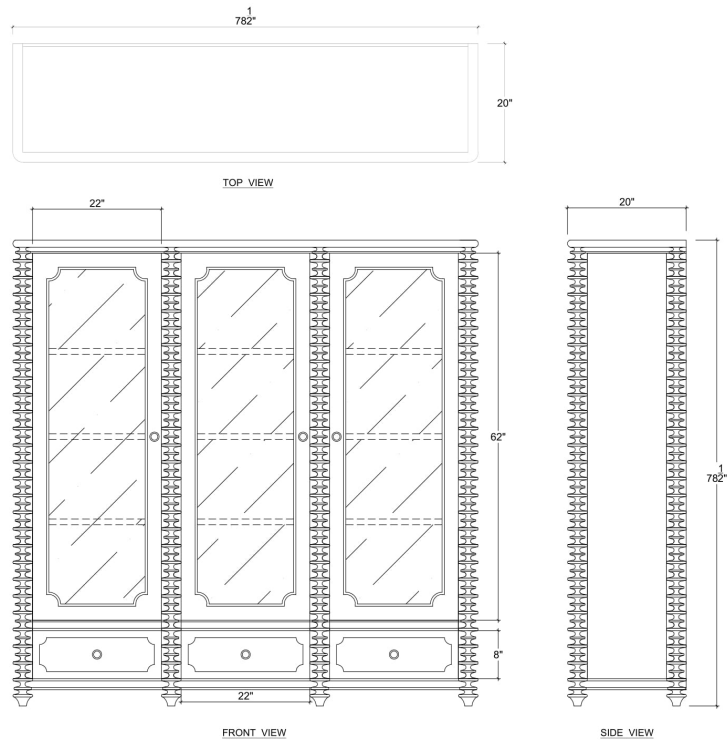 78 1/2"
20"
TOP VIEW
22"
20"
62"
78 1/2"
8"
22"
FRONT VIEW
SIDE VIEW